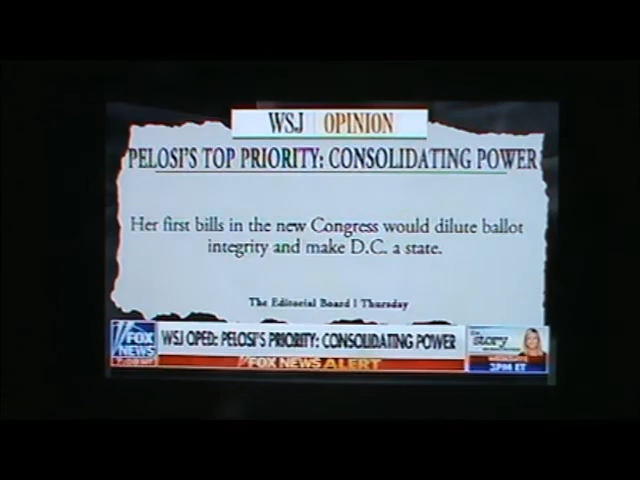 WSJ OPINION
PELOSI'S TOP PRIORITY: CONSOLIDATING POWER
Her first bills in the new Congress would dilute ballot
integrity and make D.C. a state.
The Editorial Board | Thursday
FOX
NEWS
WSJ OPED: PELOSI'S PRIORITY: CONSOLIDATING POWER
FOX NEWS ALERT
the
story
3PM ET